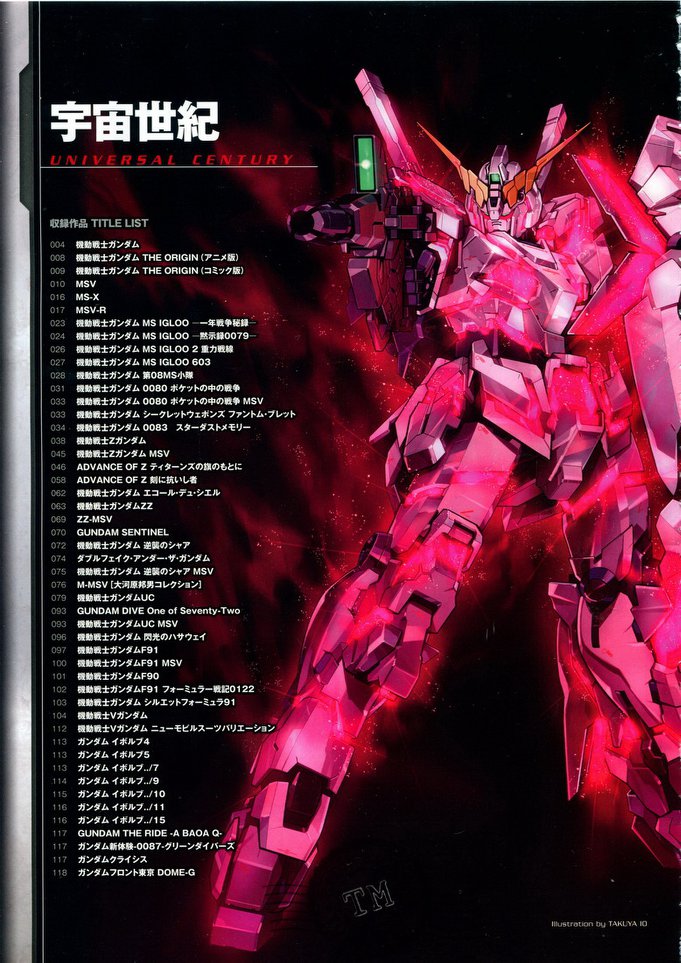 宇宙世紀
UNIVERSAL CENTURY
収録作品 TITLE LIST
004 機動戦士ガンダム
008 機動戦士ガンダム THE ORIGIN（アニメ版）
009 機動戦士ガンダム THE ORIGIN（コミック版）
010 MSV
016 MS-X
017 MSV-R
023 機動戦士ガンダム MS IGLOO ―一年戦争秘録―
024 機動戦士ガンダム MS IGLOO ―黙示録0079―
026 機動戦士ガンダム MS IGLOO 2 重力戦線
027 機動戦士ガンダム MS IGLOO 603
028 機動戦士ガンダム 第08MS小隊
031 機動戦士ガンダム 0080 ポケットの中の戦争
033 機動戦士ガンダム 0080 ポケットの中の戦争 MSV
033 機動戦士ガンダム シークレットウェポンズ ファントム・ブレット
034 機動戦士ガンダム 0083 スターダストメモリー
038 機動戦士Zガンダム
045 機動戦士Zガンダム MSV
046 ADVANCE OF Z ティターンズの旗のもとに
058 ADVANCE OF Z 刻に抗いし者
062 機動戦士ガンダム エコール・デュ・シエル
063 機動戦士ガンダムZZ
069 ZZ-MSV
070 GUNDAM SENTINEL
072 機動戦士ガンダム 逆襲のシャア
074 ダブルフェイク・アンダー・ザ・ガンダム
075 機動戦士ガンダム 逆襲のシャア MSV
076 M-MSV［大河原邦男コレクション］
079 機動戦士ガンダムUC
093 GUNDAM DIVE One of Seventy-Two
093 機動戦士ガンダムUC MSV
096 機動戦士ガンダム 閃光のハサウェイ
097 機動戦士ガンダムF91
100 機動戦士ガンダムF91 MSV
101 機動戦士ガンダムF90
102 機動戦士ガンダムF91 フォーミュラー戦記0122
103 機動戦士ガンダム シルエットフォーミュラ91
104 機動戦士Vガンダム
112 機動戦士Vガンダム ニューモビルスーツバリエーション
113 ガンダム イボルブ4
113 ガンダム イボルブ5
113 ガンダム イボルブ../7
114 ガンダム イボルブ../9
115 ガンダム イボルブ../10
116 ガンダム イボルブ../11
116 ガンダム イボルブ../15
117 GUNDAM THE RIDE -A BAOA Q-
117 ガンダム新体験-0087-グリーンダイバーズ
117 ガンダムクライシス
118 ガンダムフロント東京 DOME-G
TM
Illustration by TAKUYA IO